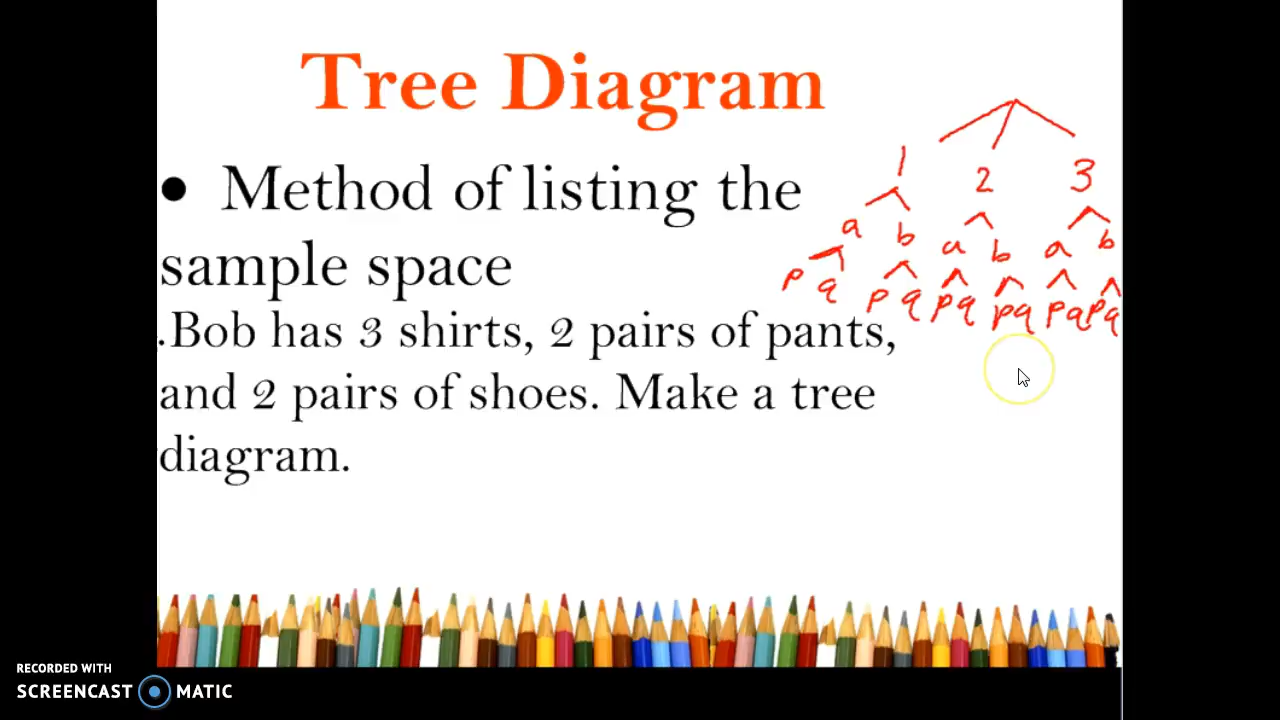 Tree Diagram
• Method of listing the
sample space
.Bob has 3 shirts, 2 pairs of pants,
and 2 pairs of shoes. Make a tree
diagram.
1 2 3
a b a b a b
p q p q p q p q p q p q
RECORDED WITH
SCREENCAST MATIC